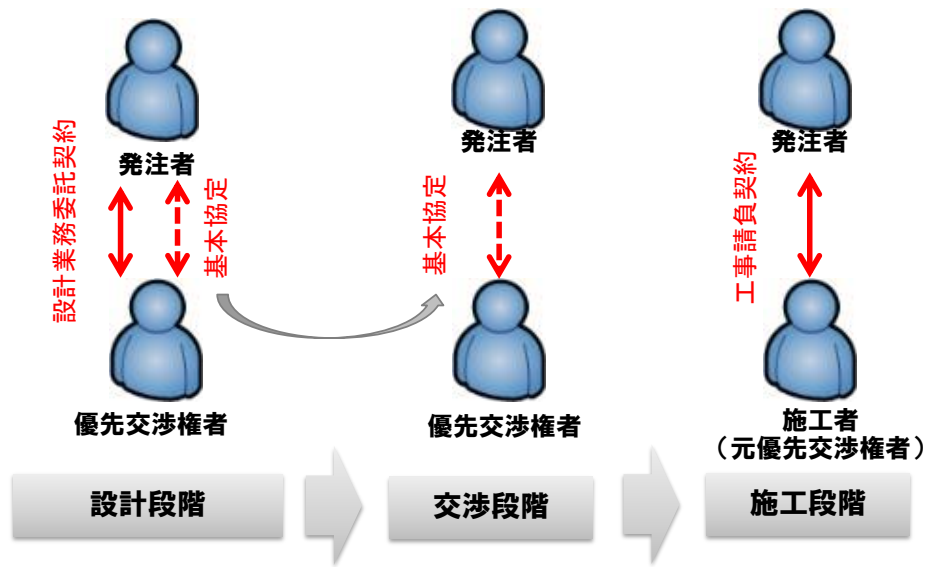 発注者
設計業務委託契約
基本協定
優先交渉権者
設計段階
発注者
基本協定
優先交渉権者
交渉段階
発注者
工事請負契約
施工者
（元優先交渉権者）
施工段階